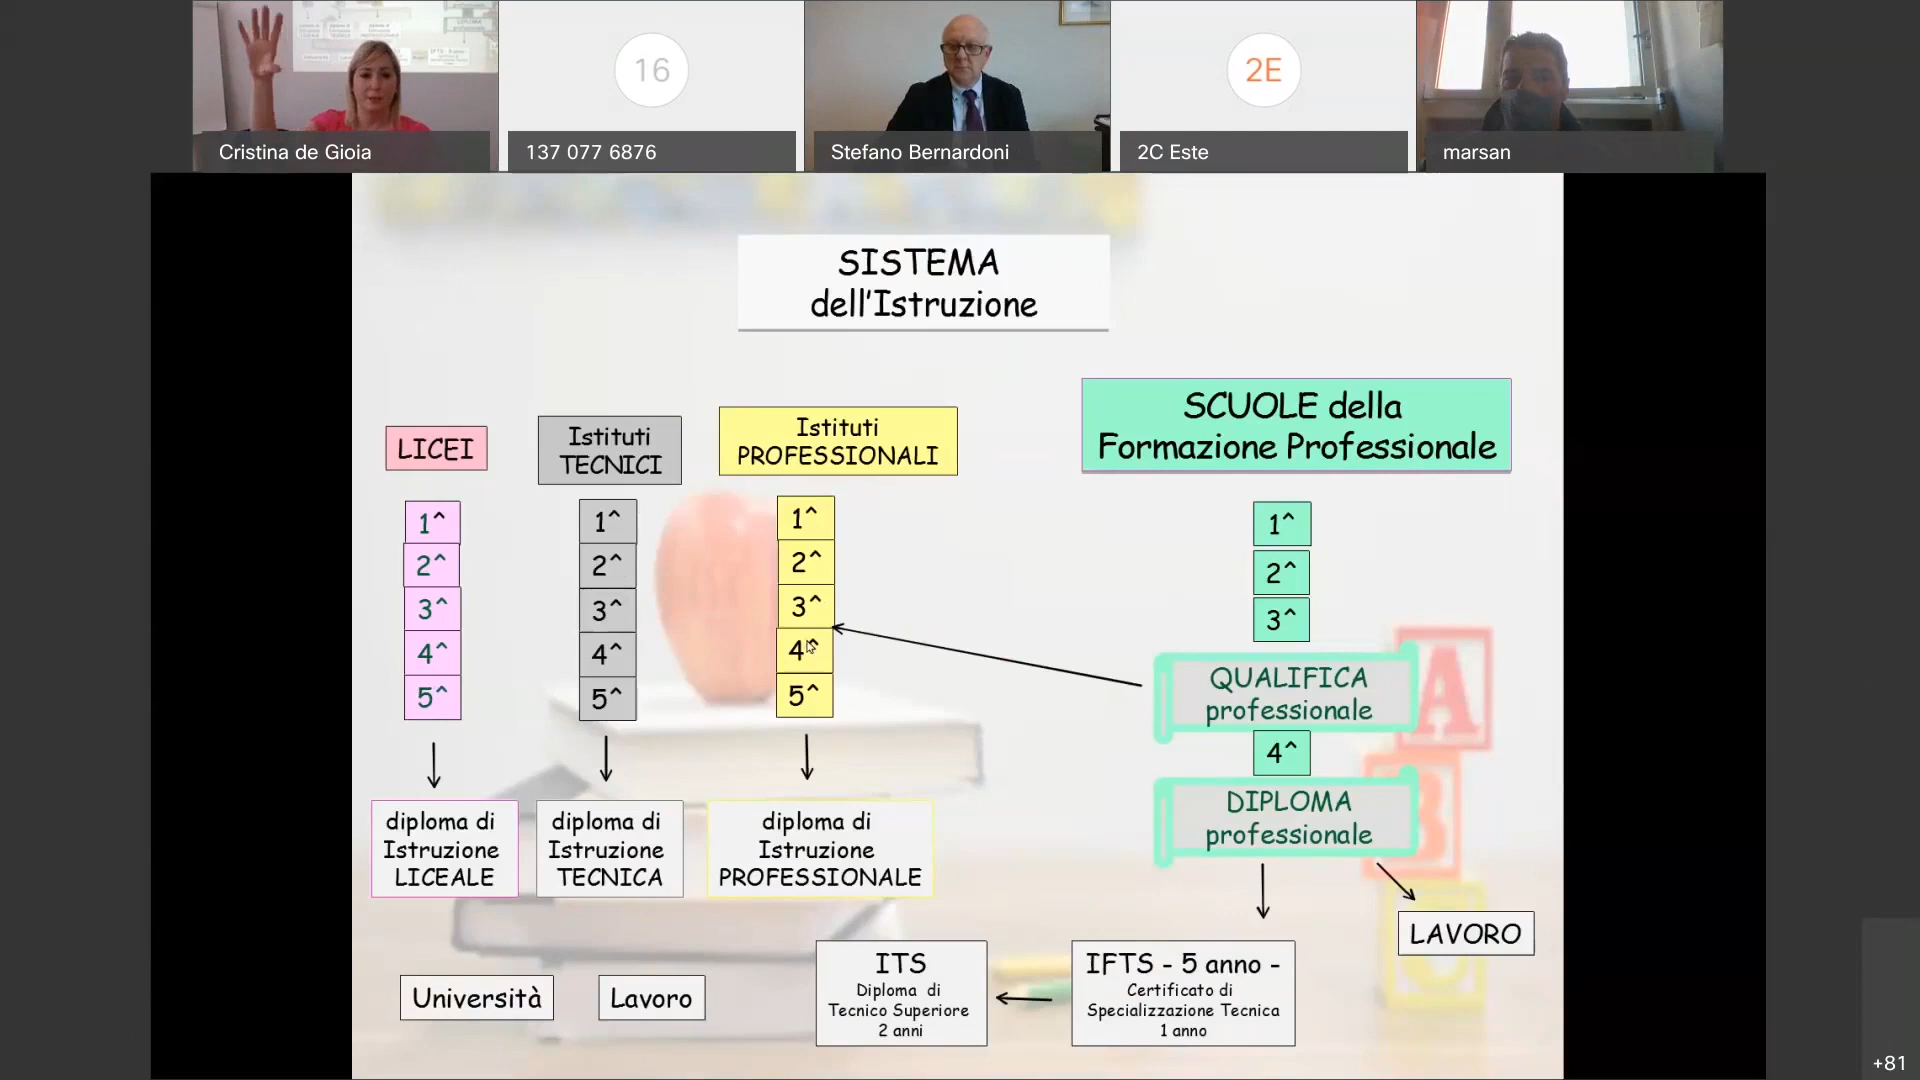 16
2E
Cristina de Gioia
137 077 6876
Stefano Bernardoni
2C Este
marsan
SISTEMA
dell'Istruzione
LICEI
Istituti
TECNICI
Istituti
PROFESSIONALI
SCUOLE della
Formazione Professionale
1^
2^
3^
4^
5^
1^
2^
3^
4^
5^
1^
2^
3^
4^
5^
1^
2^
3^
QUALIFICA
professionale
4^
DIPLOMA
professionale
A
B
diploma di
Istruzione
LICEALE
diploma di
Istruzione
TECNICA
diploma di
Istruzione
PROFESSIONALE
LAVORO
Università
Lavoro
ITS
Diploma di
Tecnico Superiore
2 anni
IFTS - 5 anno -
Certificato di
Specializzazione Tecnica
1 anno
+81